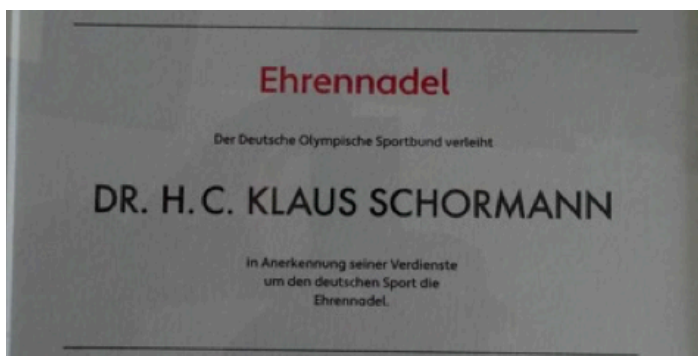 Ehrennadel
Der Deutsche Olympische Sportbund verleiht
DR. H. C. KLAUS SCHORMANN
in Anerkennung seiner Verdienste
um den deutschen Sport die
Ehrennadel.